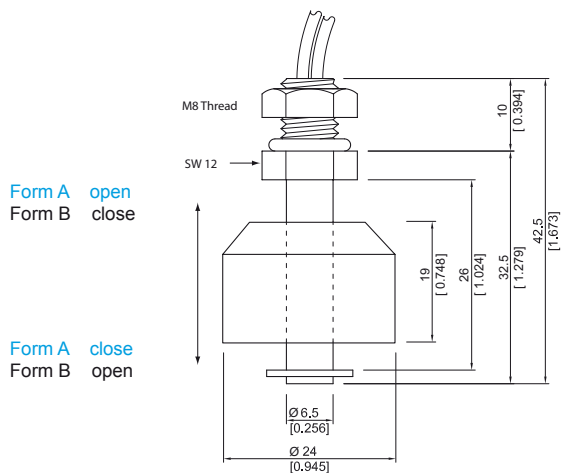 M8 Thread
10
[ 0.394]
SW 12
Form A open
Form B close
42.5
[1.673]
32.5
[ 1.279]
26
[ 1.024]
19
[ 0.748]
Form A close
Form B open
Ø 6.5
[0.256]
Ø 24
[0.945]